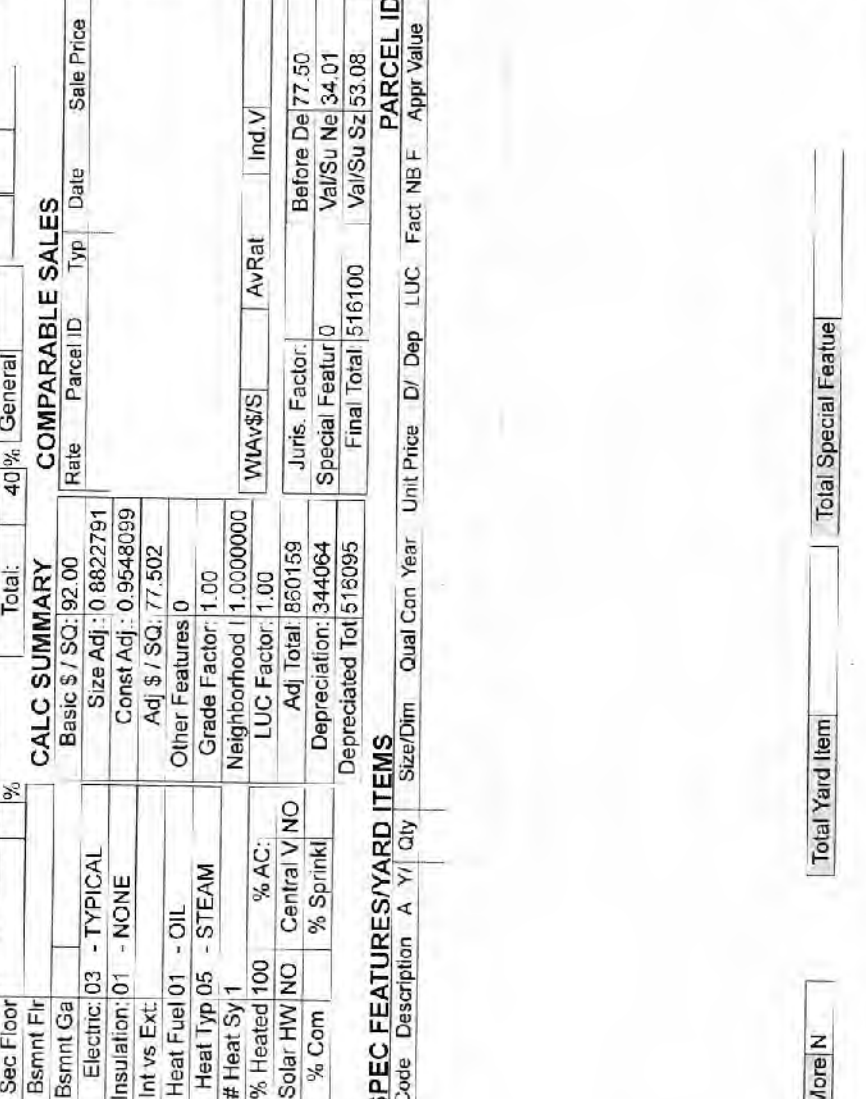 Sec Floor %
Bsmnt Flr
Bsmnt Ga
Electric: 03 - TYPICAL
Insulation: 01 - NONE
Int vs Ext:
Heat Fuel 01 - OIL
Heat Typ 05 - STEAM
# Heat Sy 1
% Heated 100 % AC:
Solar HW NO Central V NO
% Com % Sprinkl
Total: 40 % General
CALC SUMMARY
Basic $ / SQ: 92.00
Size Adj.: 0.8822791
Const Adj.: 0.9548099
Adj $ / SQ: 77.502
Other Features 0
Grade Factor: 1.00
Neighborhood I 1.0000000
LUC Factor: 1.00
Adj Total: 860159
Depreciation: 344064
Depreciated Tot 516095
COMPARABLE SALES
Rate Parcel ID Typ Date Sale Price
WtAv$/S AvRat Ind.V
Juris. Factor: Before De 77.50
Special Featur 0 Val/Su Ne 34.01
Final Total: 516100 Val/Su Sz 53.08
SPEC FEATURES/YARD ITEMS PARCEL ID
Code Description A Y/ Qty Size/Dim Qual Con Year Unit Price D/ Dep LUC Fact NB F Appr Value
More N Total Yard Item Total Special Featue